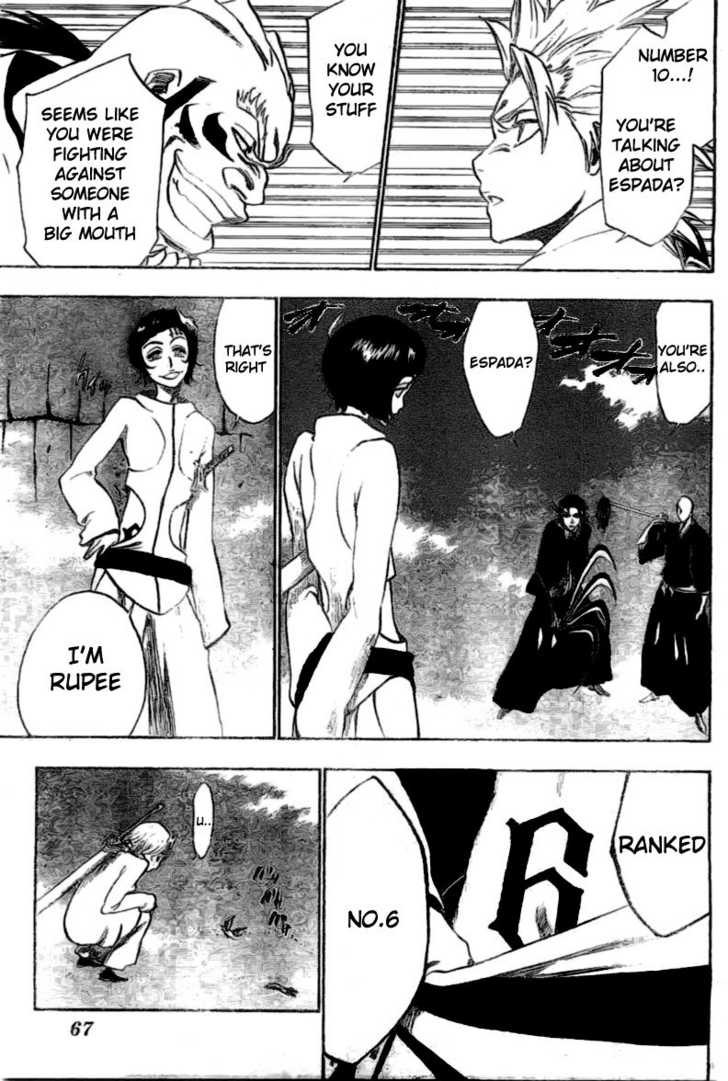 NUMBER
10...!
YOU'RE
TALKING
ABOUT
ESPADA?
YOU
KNOW
YOUR
STUFF
SEEMS LIKE
YOU WERE
FIGHTING
AGAINST
SOMEONE
WITH A
BIG MOUTH
YOU'RE
ALSO..
ESPADA?
THAT'S
RIGHT
I'M
RUPEE
RANKED
6
NO.6
U..
67